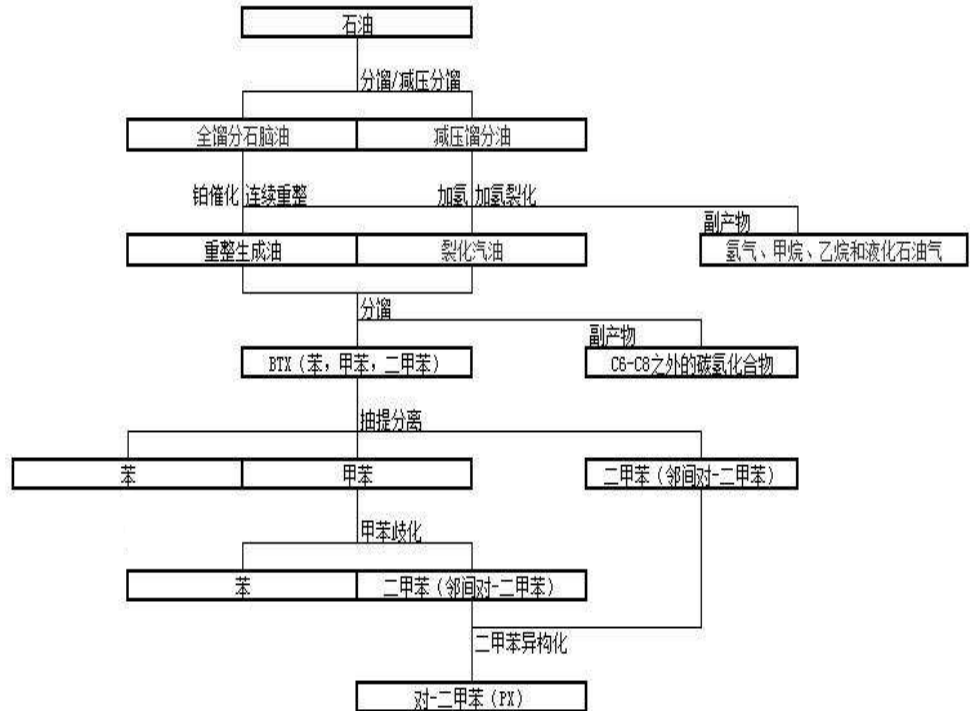 石油
分馏/减压分馏
全馏分石脑油
减压馏分油
铂催化
连续重整
加氢
加氢裂化
副产物
重整生成油
裂化汽油
氢气、甲烷、乙烷和液化石油气
分馏
副产物
BTX（苯，甲苯，二甲苯）
C6-C8之外的碳氢化合物
抽提分离
苯
甲苯
二甲苯（邻间对-二甲苯）
甲苯歧化
苯
二甲苯（邻间对-二甲苯）
二甲苯异构化
对-二甲苯（PX）